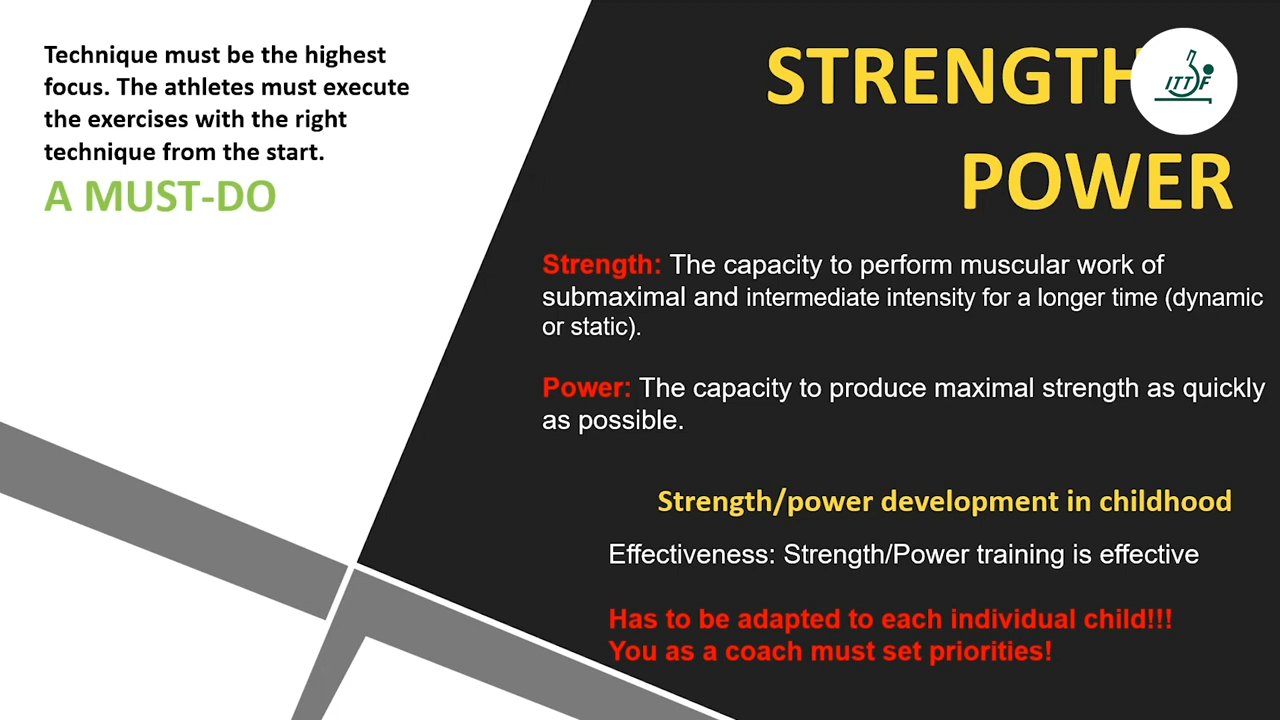 Technique must be the highest
focus. The athletes must execute
the exercises with the right
technique from the start.
A MUST-DO
STRENGTH
ITTF
POWER
Strength: The capacity to perform muscular work of
submaximal and intermediate intensity for a longer time (dynamic
or static).
Power: The capacity to produce maximal strength as quickly
as possible.
Strength/power development in childhood
Effectiveness: Strength/Power training is effective
Has to be adapted to each individual child!!!
You as a coach must set priorities!